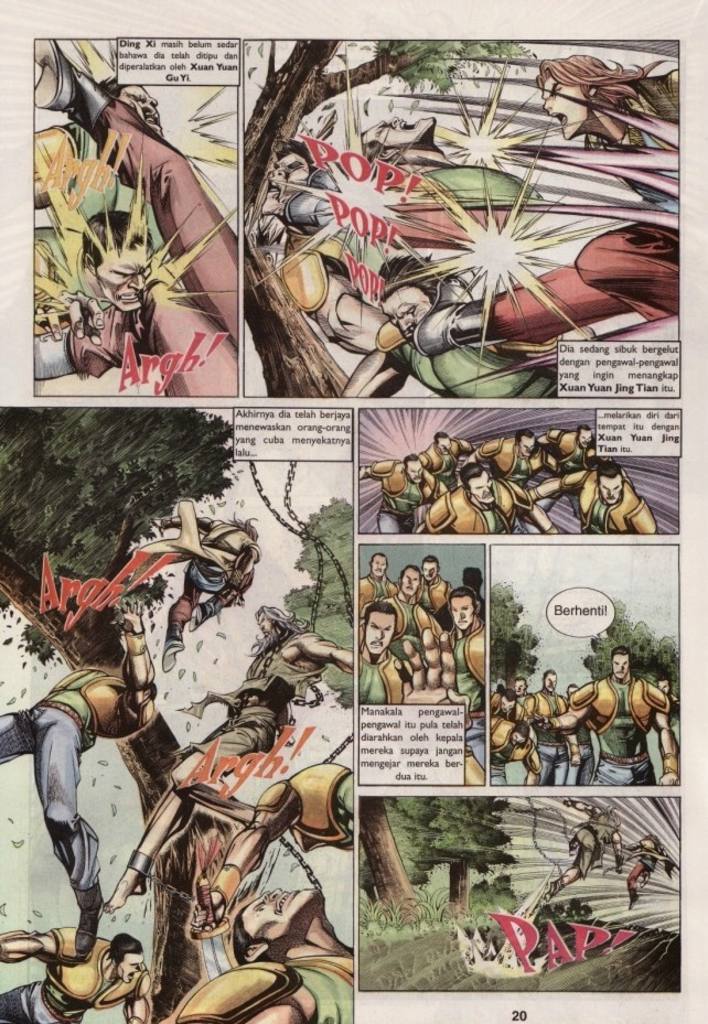 Ding Xi masih belum sedar
bahawa dia telah ditipu dan
diperalatkan oleh Xuan Yuan
Gu Yi.
Argh!
Argh!
POP!
POP!
POP!
Dia sedang sibuk bergelut
dengan pengawal-pengawal
yang ingin menangkap
Xuan Yuan Jing Tian itu.
Akhirnya dia telah berjaya
menewaskan orang-orang
yang cuba menyekatnya
lalu...
Argh!
Argh!
...melarikan diri dari
tempat itu dengan
Xuan Yuan Jing
Tian itu.
Manakala pengawal-
pengawal itu pula telah
diarahkan oleh kepala
mereka supaya jangan
mengejar mereka ber-
dua itu.
Berhenti!
PAP!
20